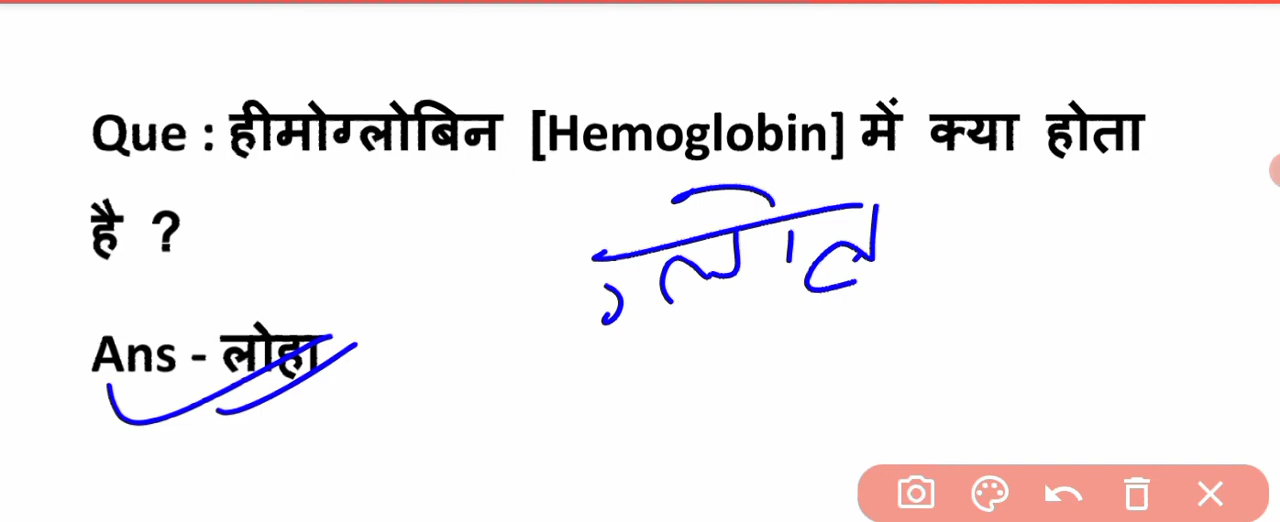 Que : हीमोग्लोबिन [Hemoglobin] में क्या होता
है ?
Ans - लोहा